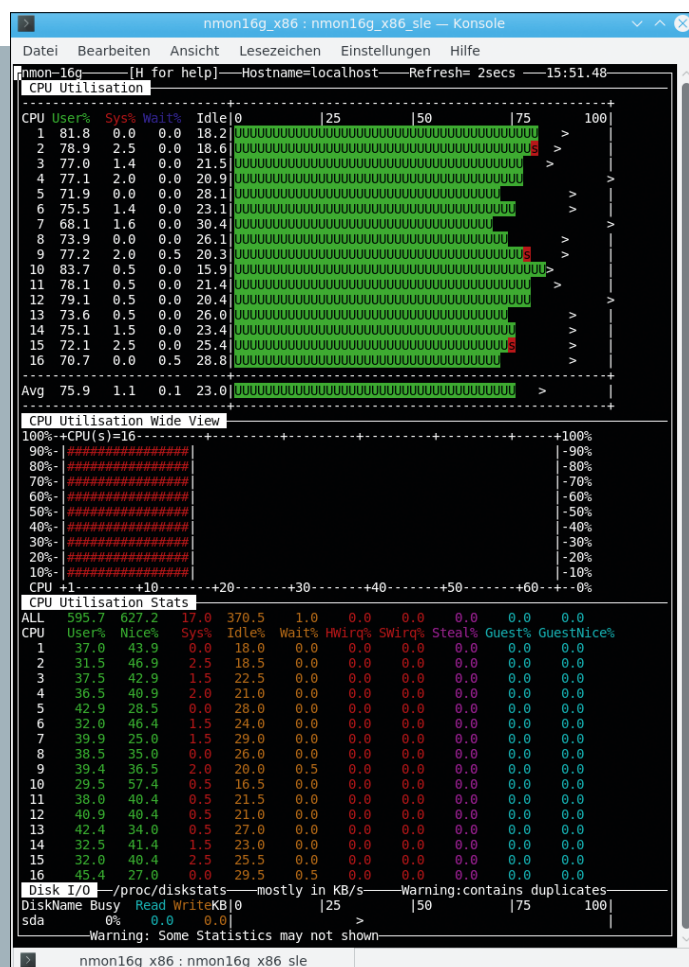 nmon16g_x86 : nmon16g_x86_sle — Konsole
Datei Bearbeiten Ansicht Lesezeichen Einstellungen Hilfe
nmon-16g [H for help] Hostname=localhost Refresh= 2secs 15:51.48
CPU Utilisation
CPU User% Sys% Wait% Idle|0 |25 |50 |75 100|
1 81.8 0.0 0.0 18.2|UUUUUUUUUUUUUUUUUUUUUUUUUUUUUUUUUUUUUUUU >
2 78.9 2.5 0.0 18.6|UUUUUUUUUUUUUUUUUUUUUUUUUUUUUUUUUUUUUUUs >
3 77.0 1.4 0.0 21.5|UUUUUUUUUUUUUUUUUUUUUUUUUUUUUUUUUUUUUU >
4 77.1 2.0 0.0 20.9|UUUUUUUUUUUUUUUUUUUUUUUUUUUUUUUUUUUUUU >
5 71.9 0.0 0.0 28.1|UUUUUUUUUUUUUUUUUUUUUUUUUUUUUUUUUUU > |
6 75.5 1.4 0.0 23.1|UUUUUUUUUUUUUUUUUUUUUUUUUUUUUUUUUUUUU > |
7 68.1 1.6 0.0 30.4|UUUUUUUUUUUUUUUUUUUUUUUUUUUUUUUUUU >
8 73.9 0.0 0.0 26.1|UUUUUUUUUUUUUUUUUUUUUUUUUUUUUUUUUUUU > |
9 77.2 2.0 0.5 20.3|UUUUUUUUUUUUUUUUUUUUUUUUUUUUUUUUUUUUUUs > |
10 83.7 0.5 0.0 15.9|UUUUUUUUUUUUUUUUUUUUUUUUUUUUUUUUUUUUUUUUU> |
11 78.1 0.5 0.0 21.4|UUUUUUUUUUUUUUUUUUUUUUUUUUUUUUUUUUUUUUU > |
12 79.1 0.5 0.0 20.4|UUUUUUUUUUUUUUUUUUUUUUUUUUUUUUUUUUUUUUU >
13 73.6 0.5 0.0 26.0|UUUUUUUUUUUUUUUUUUUUUUUUUUUUUUUUUUUU > |
14 75.1 1.5 0.0 23.4|UUUUUUUUUUUUUUUUUUUUUUUUUUUUUUUUUUUUU > |
15 72.1 2.5 0.0 25.4|UUUUUUUUUUUUUUUUUUUUUUUUUUUUUUUUUUUUs > |
16 70.7 0.0 0.5 28.8|UUUUUUUUUUUUUUUUUUUUUUUUUUUUUUUUUUU > |
Avg 75.9 1.1 0.1 23.0|UUUUUUUUUUUUUUUUUUUUUUUUUUUUUUUUUUUUU > |
CPU Utilisation Wide View
100%-+CPU(s)=16---------+---------+---------+---------+---------+100%
90%-|################| |-90%
80%-|################| |-80%
70%-|################| |-70%
60%-|################| |-60%
50%-|################| |-50%
40%-|################| |-40%
30%-|################| |-30%
20%-|################| |-20%
10%-|################| |-10%
CPU +1--------+10-------+20-------+30-------+40-------+50-------+60--+--0%
CPU Utilisation Stats
ALL 595.7 627.2 17.0 370.5 1.0 0.0 0.0 0.0 0.0 0.0
CPU User% Nice% Sys% Idle% Wait% HWirq% SWirq% Steal% Guest% GuestNice%
1 37.0 43.9 0.0 18.0 0.0 0.0 0.0 0.0 0.0 0.0
2 31.5 46.9 2.5 18.5 0.0 0.0 0.0 0.0 0.0 0.0
3 37.5 42.9 1.5 22.5 0.0 0.0 0.0 0.0 0.0 0.0
4 36.5 40.9 2.0 21.0 0.0 0.0 0.0 0.0 0.0 0.0
5 42.9 28.5 0.0 28.0 0.0 0.0 0.0 0.0 0.0 0.0
6 32.0 46.4 1.5 24.0 0.0 0.0 0.0 0.0 0.0 0.0
7 39.9 25.0 1.5 29.0 0.0 0.0 0.0 0.0 0.0 0.0
8 38.5 35.0 0.0 26.0 0.0 0.0 0.0 0.0 0.0 0.0
9 39.4 36.5 2.0 20.0 0.5 0.0 0.0 0.0 0.0 0.0
10 29.5 57.4 0.5 16.5 0.0 0.0 0.0 0.0 0.0 0.0
11 38.0 40.4 0.5 21.5 0.0 0.0 0.0 0.0 0.0 0.0
12 40.9 40.4 0.5 21.0 0.0 0.0 0.0 0.0 0.0 0.0
13 42.4 34.0 0.5 27.0 0.0 0.0 0.0 0.0 0.0 0.0
14 32.5 41.4 1.5 23.0 0.0 0.0 0.0 0.0 0.0 0.0
15 32.0 40.4 2.5 25.5 0.0 0.0 0.0 0.0 0.0 0.0
16 45.4 27.0 0.0 29.5 0.5 0.0 0.0 0.0 0.0 0.0
Disk I/O /proc/diskstats mostly in KB/s Warning:contains duplicates
DiskName Busy Read WriteKB|0 |25 |50 |75 100|
sda 0% 0.0 0.0| > |
Warning: Some Statistics may not shown
nmon16g_x86 : nmon16g_x86_sle